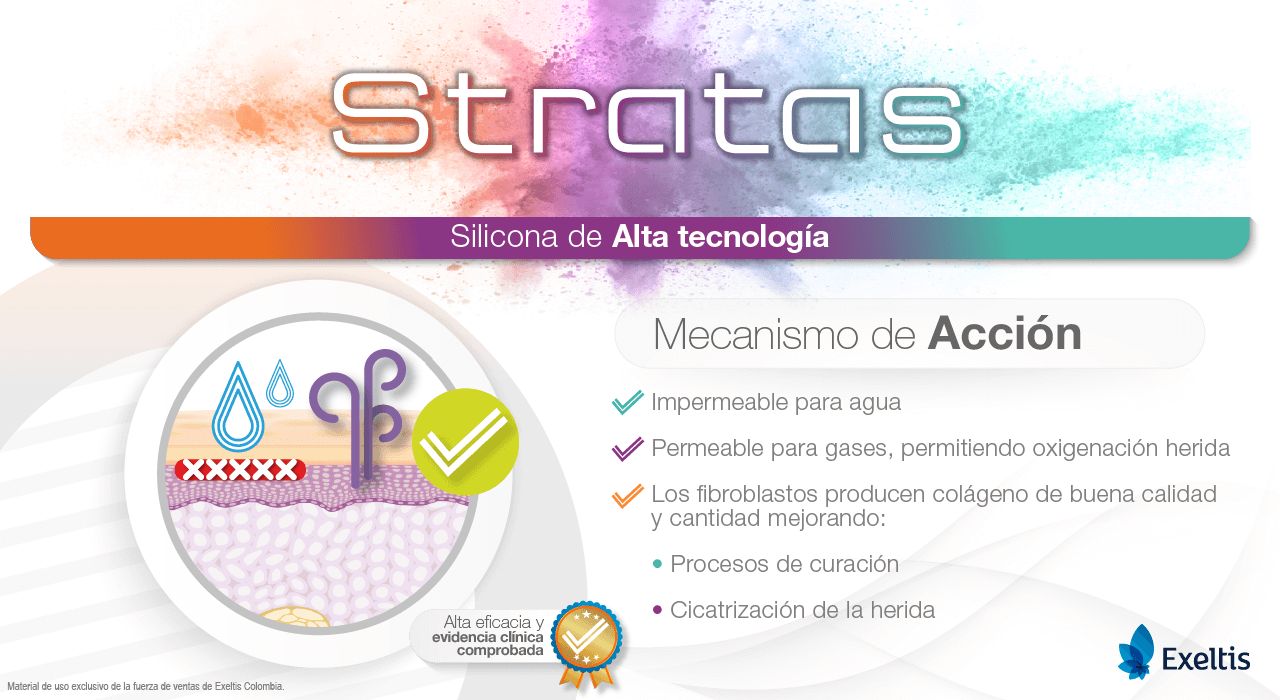 Stratas
Silicona de Alta tecnología
Mecanismo de Acción
Impermeable para agua
Permeable para gases, permitiendo oxigenación herida
Los fibroblastos producen colágeno de buena calidad
y cantidad mejorando:
• Procesos de curación
• Cicatrización de la herida
Alta eficacia y
evidencia clínica
comprobada
Exeltis
Material de uso exclusivo de la fuerza de ventas de Exeltis Colombia.